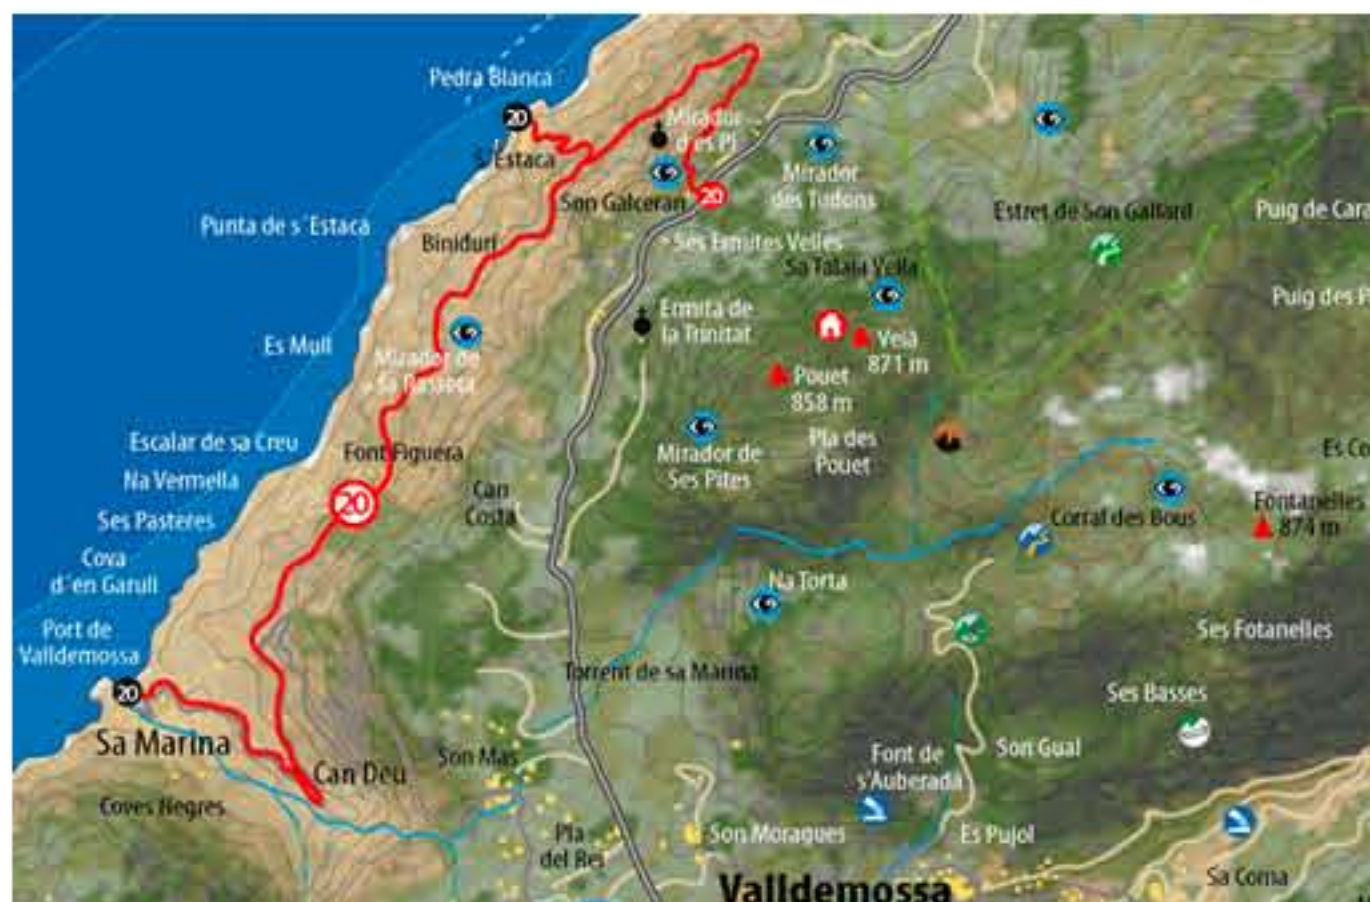 Pedra Blanca
20
s'Estaca
Mirador
des Pi
Mirador
des Tudons
Son Galceran
20
Estret de Son Gallard
Puig de Cara
Punta de s´Estaca
Biniduri
Ses Ermites Velles
Sa Talaia Vella
Puig des
Ermita de
la Trinitat
Es Mull
Veià
871 m
Mirador de
Pouet
858 m
Escalar de sa Creu
Font Figuera
Mirador de
Ses Pites
Pla des
Pouet
Es Co
Na Vermella
20
Can
Costa
Fontanelles
874 m
Ses Pasteres
Corral des Bous
Cova
d´en Garull
Na Torta
Port de
Valldemossa
Ses Fotanelles
Torrent de sa Marina
20
Ses Basses
Sa Marina
Son Mas
Font de
s'Auberada
Son Gual
Can Deu
Coves Negres
Pla
del Rei
Son Moragues
Es Pujol
Valldemossa
Sa Coma